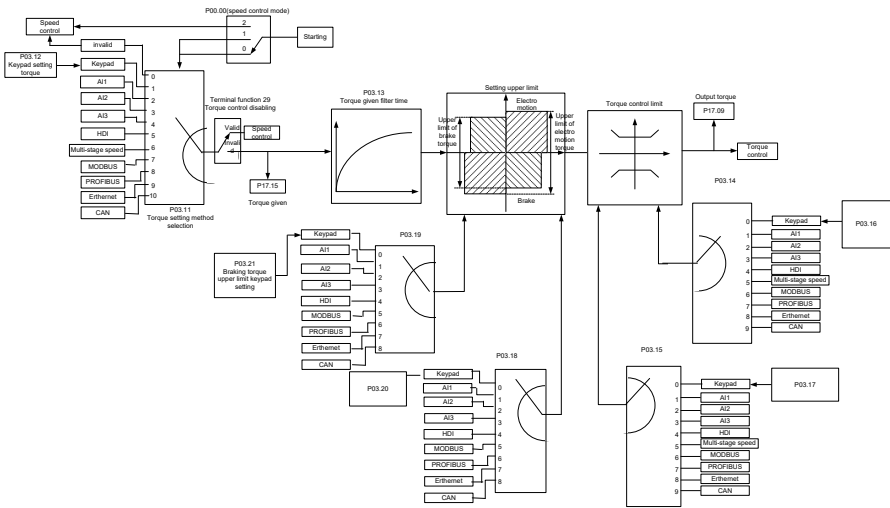 P00.00(speed control mode)
Speed
control
2
1
0
Starting
invalid
P03.12
Keypad setting
torque
Keypad
AI1
AI2
AI3
HDI
Multi-stage speed
MODBUS
PROFIBUS
Erthernet
CAN
0
1
2
3
4
5
6
7
8
9
10
P03.11
Torque setting method
selection
Terminal function 29
Torque control disabling
Valid
Invali
d
Speed
control
P17.15
Torque given
P03.13
Torque given filter time
Setting upper limit
Electro
motion
Upper
limit of
brake
torque
Upper
limit of
electro
motion
torque
Brake
Torque control limit
Output torque
P17.09
Torque
control
P03.14
0
1
2
3
4
5
6
7
8
9
Keypad
AI1
AI2
AI3
HDI
Multi-stage speed
MODBUS
PROFIBUS
Erthernet
CAN
P03.16
P03.21
Braking torque
upper limit keypad
setting
P03.19
Keypad
AI1
AI2
AI3
HDI
MODBUS
PROFIBUS
Erthernet
CAN
0
1
2
3
4
5
6
7
8
P03.18
P03.20
Keypad
AI1
AI2
AI3
HDI
MODBUS
PROFIBUS
Erthernet
CAN
0
1
2
3
4
5
6
7
8
P03.15
0
1
2
3
4
5
6
7
8
9
Keypad
AI1
AI2
AI3
HDI
Multi-stage speed
MODBUS
PROFIBUS
Erthernet
CAN
P03.17